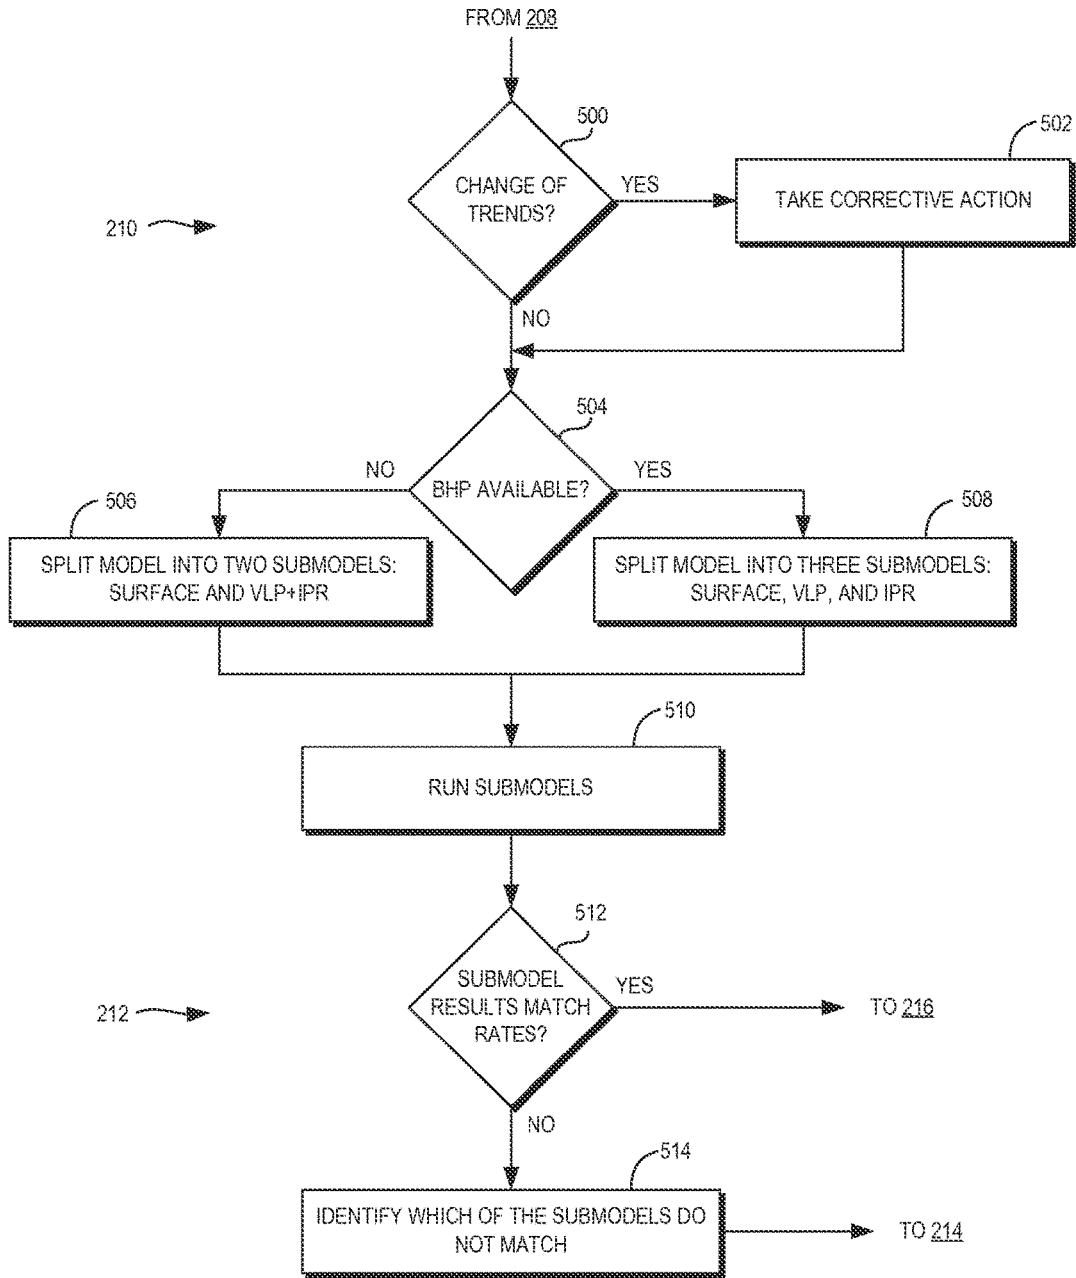 FROM 208
500
502
CHANGE OF
TRENDS?
YES
TAKE CORRECTIVE ACTION
210
NO
504
NO
YES
BHP AVAILABLE?
506
508
SPLIT MODEL INTO TWO SUBMODELS:
SURFACE AND VLP+IPR
SPLIT MODEL INTO THREE SUBMODELS:
SURFACE, VLP, AND IPR
510
RUN SUBMODELS
512
SUBMODEL
RESULTS MATCH
RATES?
YES
TO 216
212
NO
514
IDENTIFY WHICH OF THE SUBMODELS DO
NOT MATCH
TO 214